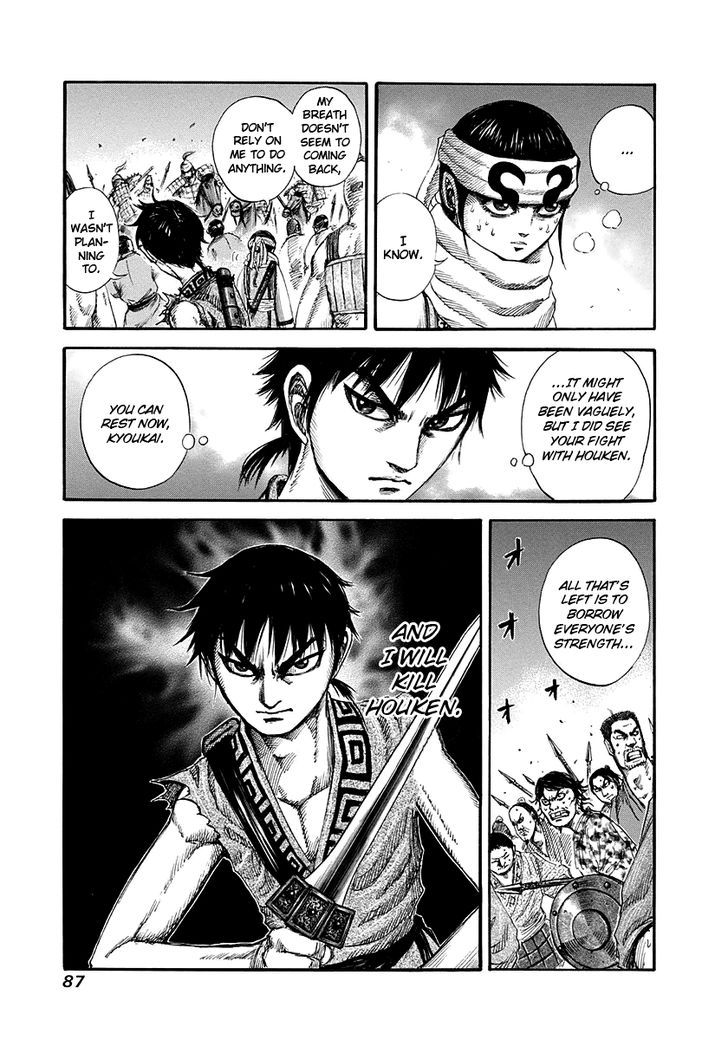 ...
I
KNOW.
MY
BREATH
DOESN'T
SEEM TO
COMING
BACK,
DON'T
RELY ON
ME TO DO
ANYTHING.
I
WASN'T
PLAN-
NING
TO.
...IT MIGHT
ONLY HAVE
BEEN VAGUELY,
BUT I DID SEE
YOUR FIGHT
WITH HOUKEN.
YOU CAN
REST NOW,
KYOUKAI.
ALL THAT'S
LEFT IS TO
BORROW
EVERYONE'S
STRENGTH...
AND
I WILL
KILL
HOUKEN.
87